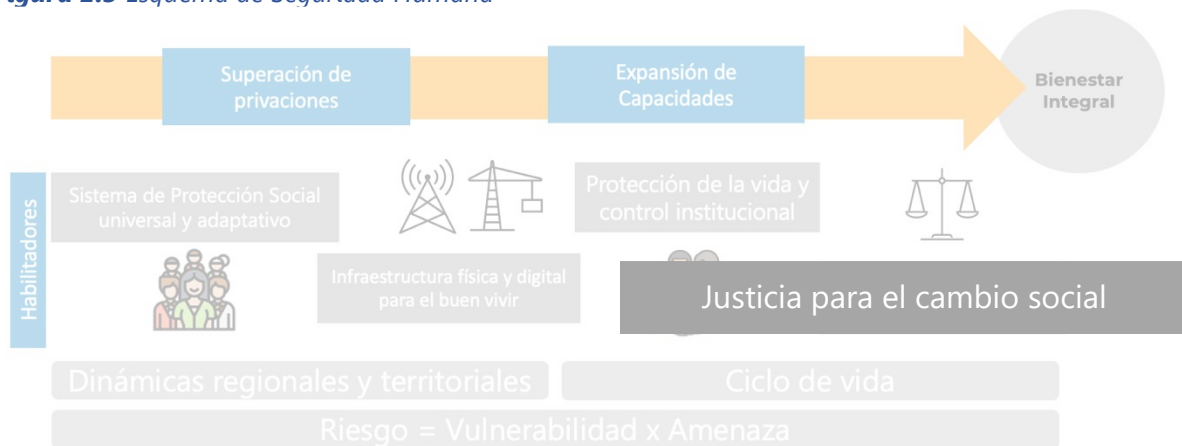 Esquema de Seguridad Humana
Superación de
privaciones
Expansión de
Capacidades
Bienestar
Integral
Habilitadores
Sistema de Protección Social
universal y adaptativo
Protección de la vida y
control institucional
Infraestructura física y digital
para el buen vivir
Justicia para el cambio social
Dinámicas regionales y territoriales
Ciclo de vida
Riesgo = Vulnerabilidad x Amenaza